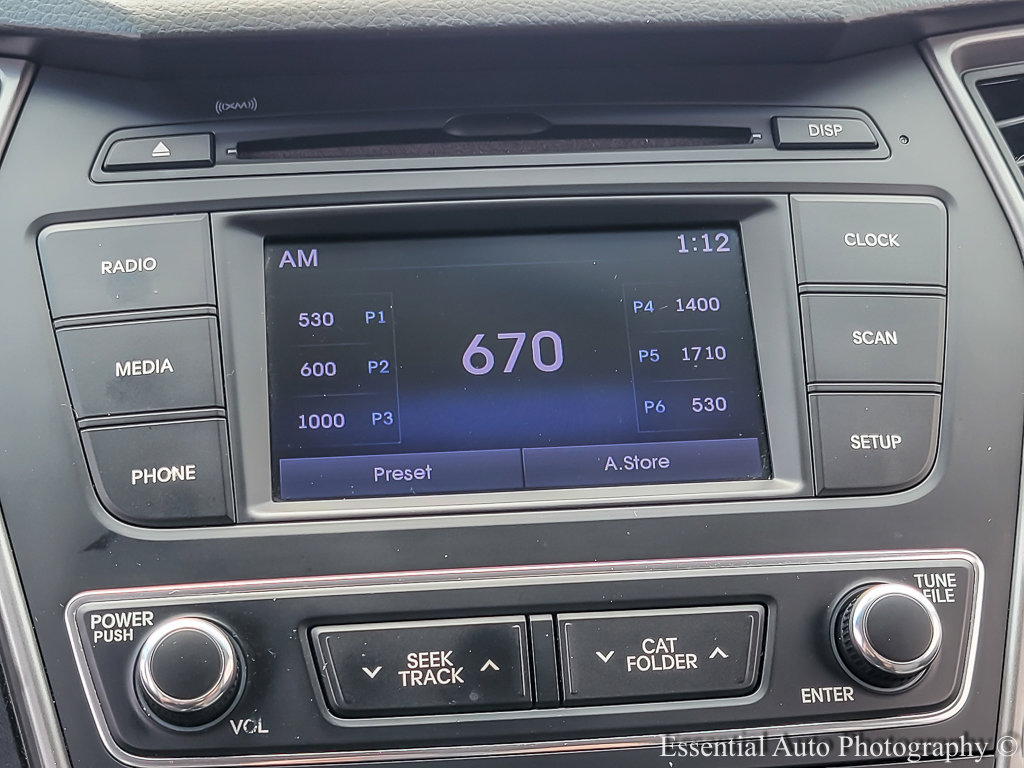 ((XM))
DISP
RADIO
MEDIA
PHONE
AM
1:12
530 P1
600 P2
1000 P3
670
P4 1400
P5 1710
P6 530
Preset
A.Store
CLOCK
SCAN
SETUP
POWER
PUSH
VOL
SEEK
TRACK
CAT
FOLDER
TUNE
FILE
ENTER
Essential Auto Photography ©